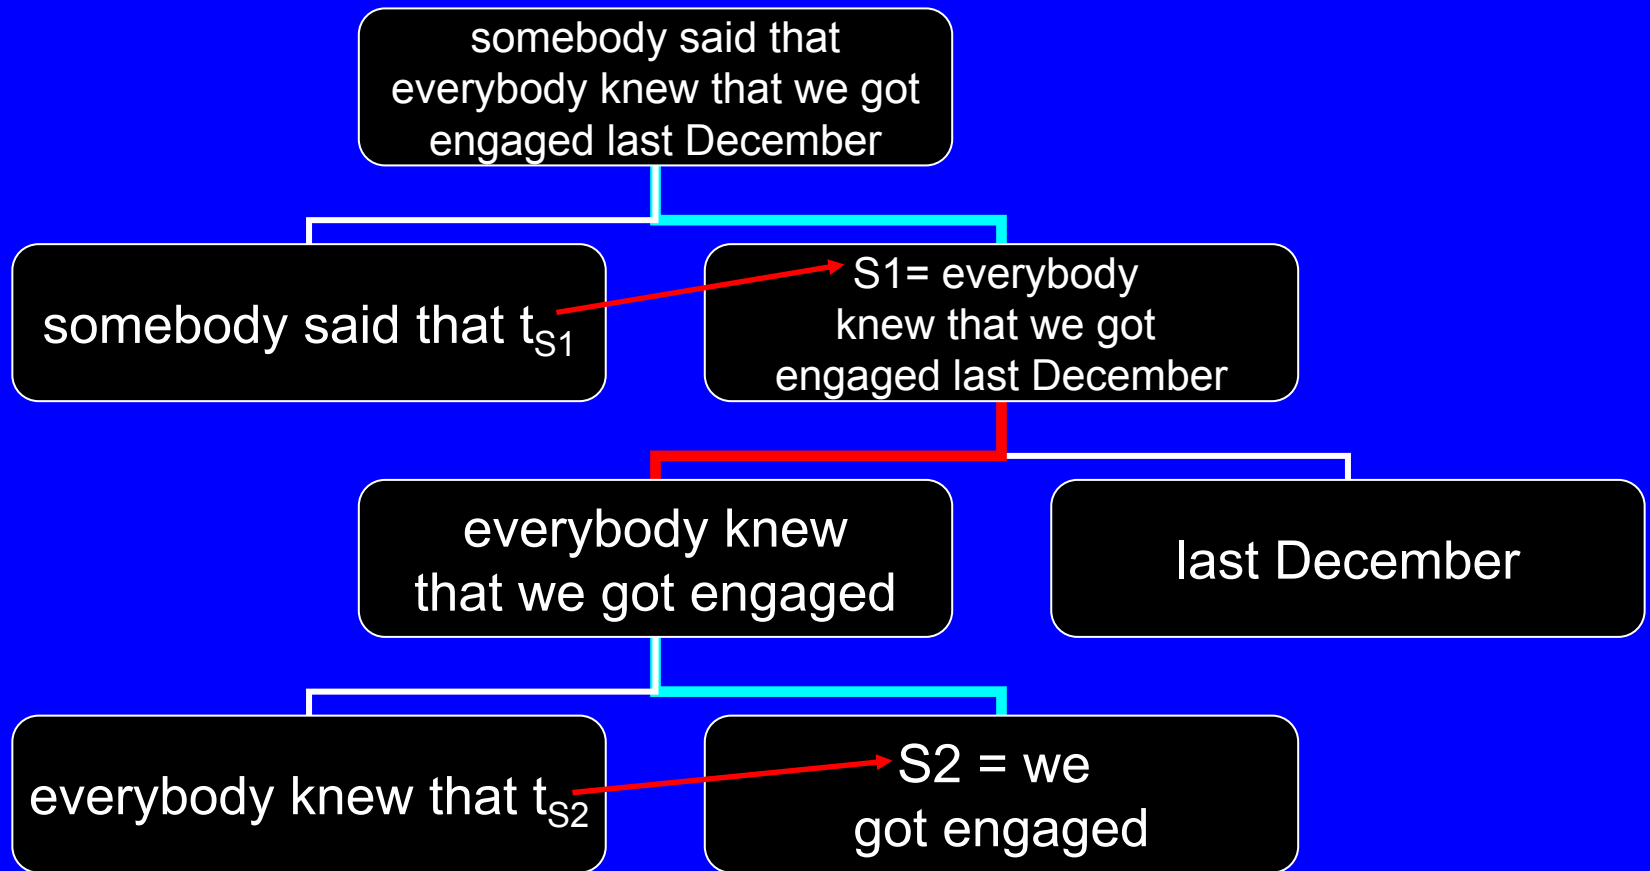 somebody said that
everybody knew that we got
engaged last December
somebody said that t_S1
S1= everybody
knew that we got
engaged last December
everybody knew
that we got engaged
last December
everybody knew that t_S2
S2 = we
got engaged